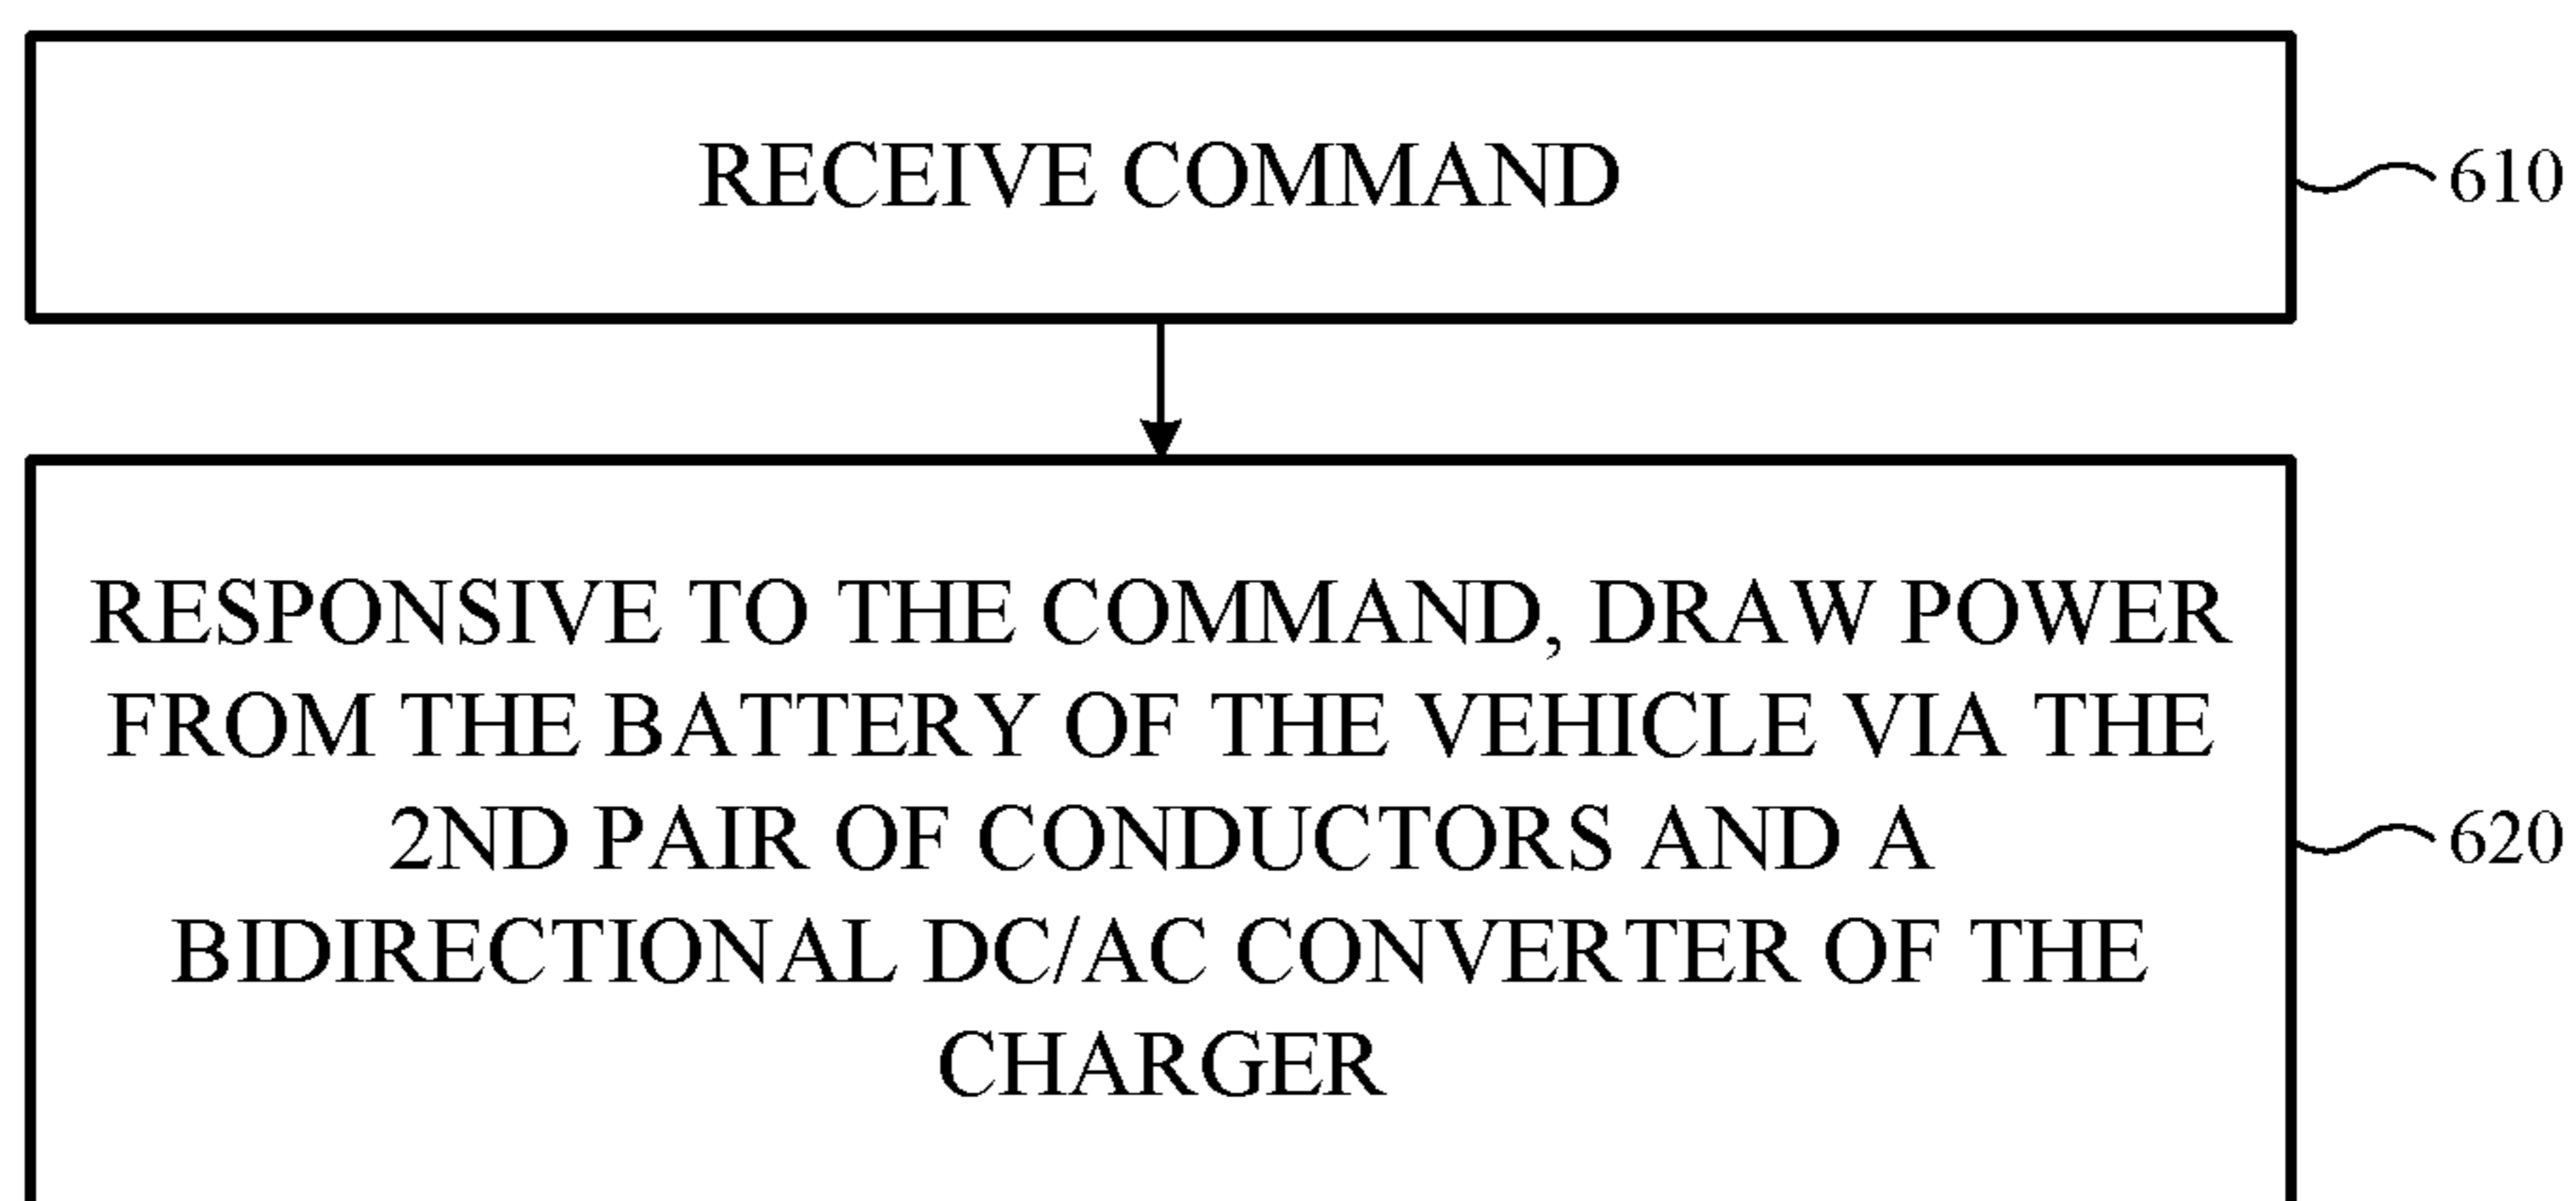 RECEIVE COMMAND
610
RESPONSIVE TO THE COMMAND, DRAW POWER
FROM THE BATTERY OF THE VEHICLE VIA THE
2ND PAIR OF CONDUCTORS AND A
BIDIRECTIONAL DC/AC CONVERTER OF THE
CHARGER
620